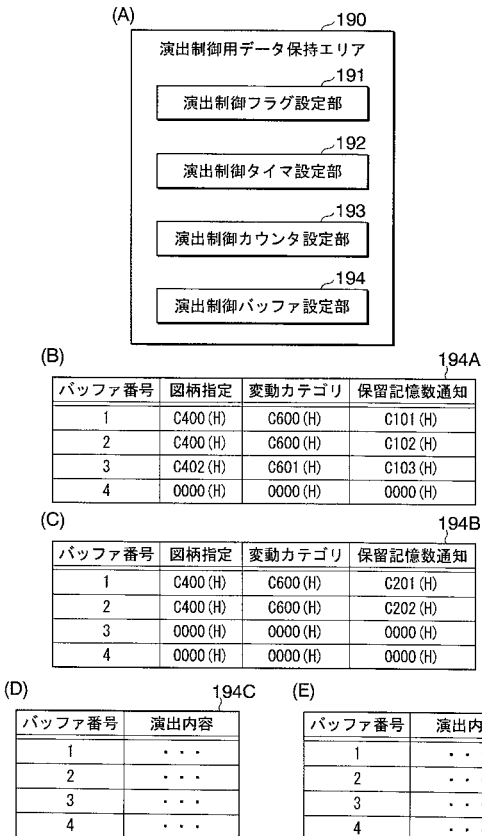 (A)
190
演出制御用データ保持エリア
191
演出制御フラグ設定部
192
演出制御タイマ設定部
193
演出制御カウンタ設定部
194
演出制御バッファ設定部
(B)
194A
バッファ番号 図柄指定 変動カテゴリ 保留記憶数通知
1 C400(H) C600(H) C101(H)
2 C400(H) C600(H) C102(H)
3 C402(H) C601(H) C103(H)
4 0000(H) 0000(H) 0000(H)
(C)
194B
バッファ番号 図柄指定 変動カテゴリ 保留記憶数通知
1 C400(H) C600(H) C201(H)
2 C400(H) C600(H) C202(H)
3 0000(H) 0000(H) 0000(H)
4 0000(H) 0000(H) 0000(H)
(D)
194C
バッファ番号 演出内容
1 ・・・
2 ・・・
3 ・・・
4 ・・・
(E)
バッファ番号 演出内
1 ・・
2 ・・
3 ・・
4 ・・